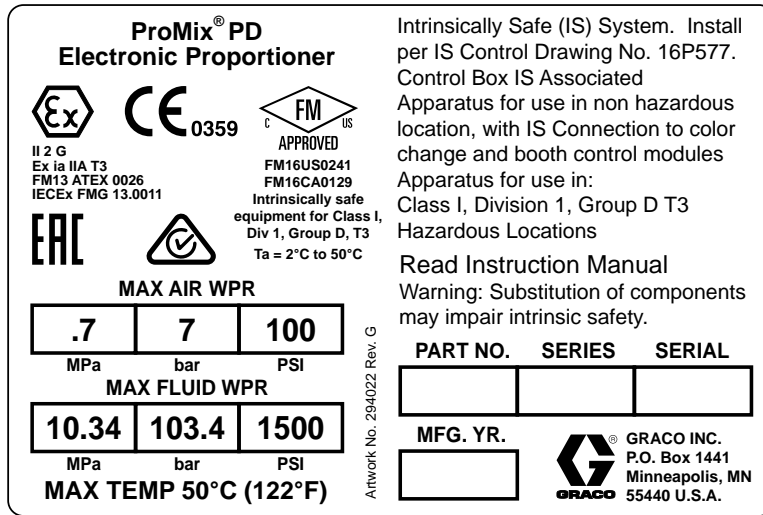 ProMix® PD
Electronic Proportioner
Ex
CE 0359
FM
C US
APPROVED
II 2 G
Ex ia IIA T3
FM13 ATEX 0026
IECEx FMG 13.0011
FM16US0241
FM16CA0129
Intrinsically safe
equipment for Class I,
Div 1, Group D, T3
Ta = 2°C to 50°C
EAC
MAX AIR WPR
.7 7 100
MPa bar PSI
MAX FLUID WPR
10.34 103.4 1500
MPa bar PSI
MAX TEMP 50°C (122°F)
Artwork No. 294022 Rev. G
Intrinsically Safe (IS) System. Install
per IS Control Drawing No. 16P577.
Control Box IS Associated
Apparatus for use in non hazardous
location, with IS Connection to color
change and booth control modules
Apparatus for use in:
Class I, Division 1, Group D T3
Hazardous Locations
Read Instruction Manual
Warning: Substitution of components
may impair intrinsic safety.
PART NO. SERIES SERIAL
MFG. YR.
G ®
GRACO
GRACO INC.
P.O. Box 1441
Minneapolis, MN
55440 U.S.A.